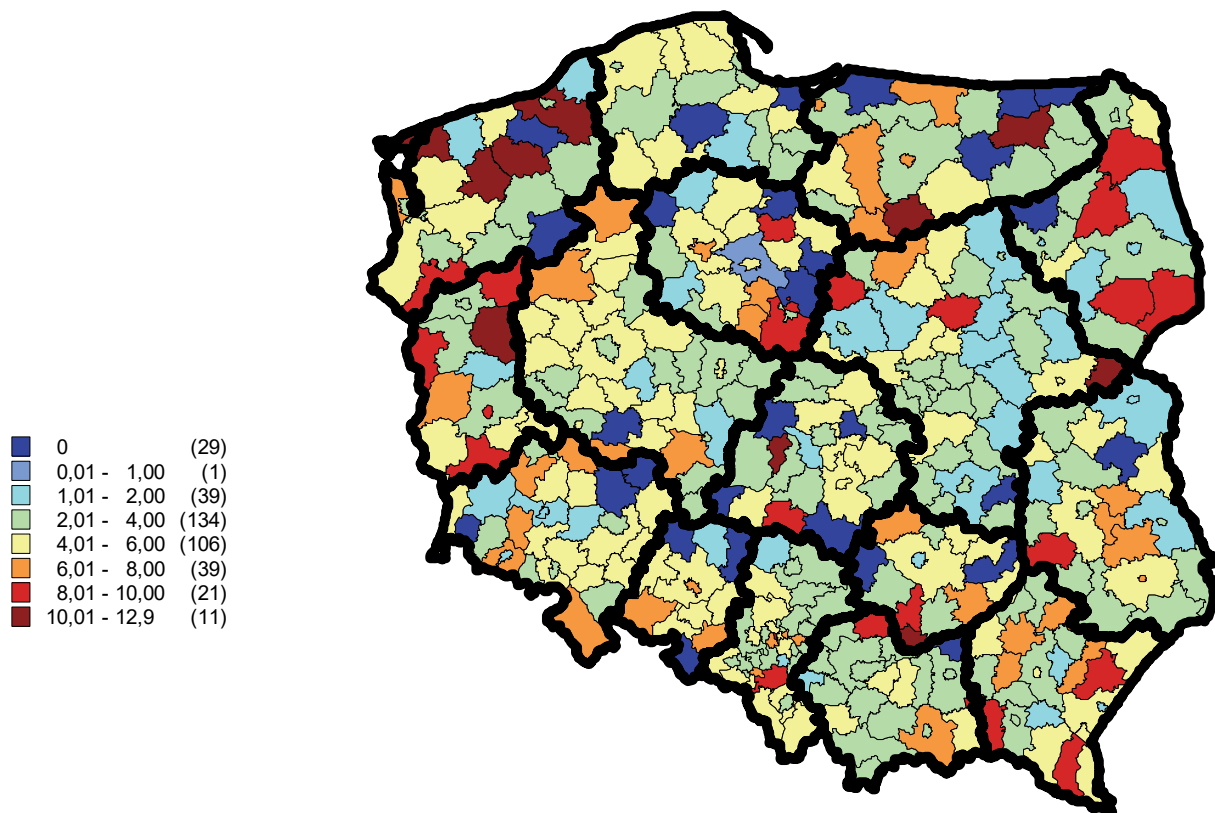 0 (29)
0,01 - 1,00 (1)
1,01 - 2,00 (39)
2,01 - 4,00 (134)
4,01 - 6,00 (106)
6,01 - 8,00 (39)
8,01 - 10,00 (21)
10,01 - 12,9 (11)